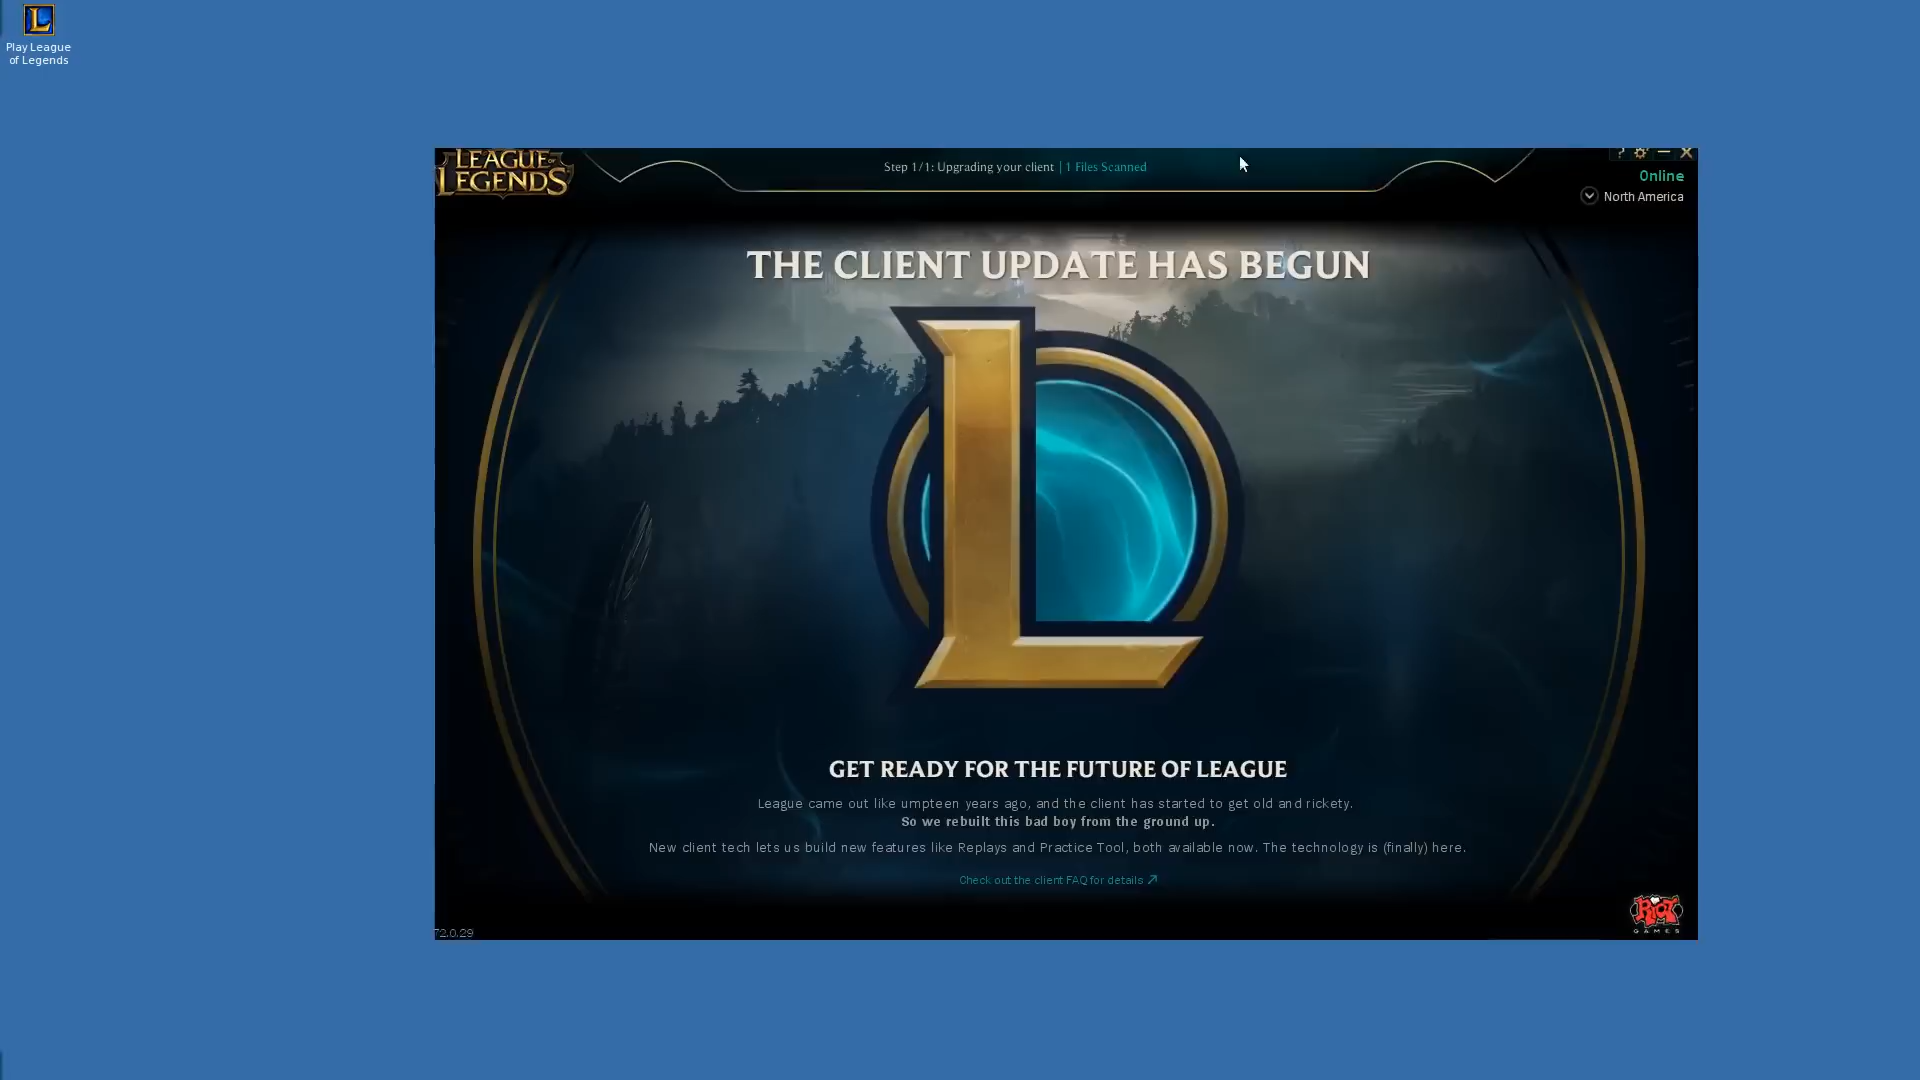 Play League
of Legends
LEAGUE OF
LEGENDS
Step 1/1: Upgrading your client | 1 Files Scanned
?
Online
North America
THE CLIENT UPDATE HAS BEGUN
GET READY FOR THE FUTURE OF LEAGUE
League came out like umpteen years ago, and the client has started to get old and rickety.
So we rebuilt this bad boy from the ground up.
New client tech lets us build new features like Replays and Practice Tool, both available now. The technology is (finally) here.
Check out the client FAQ for details
RIOT
GAMES
72.0.29